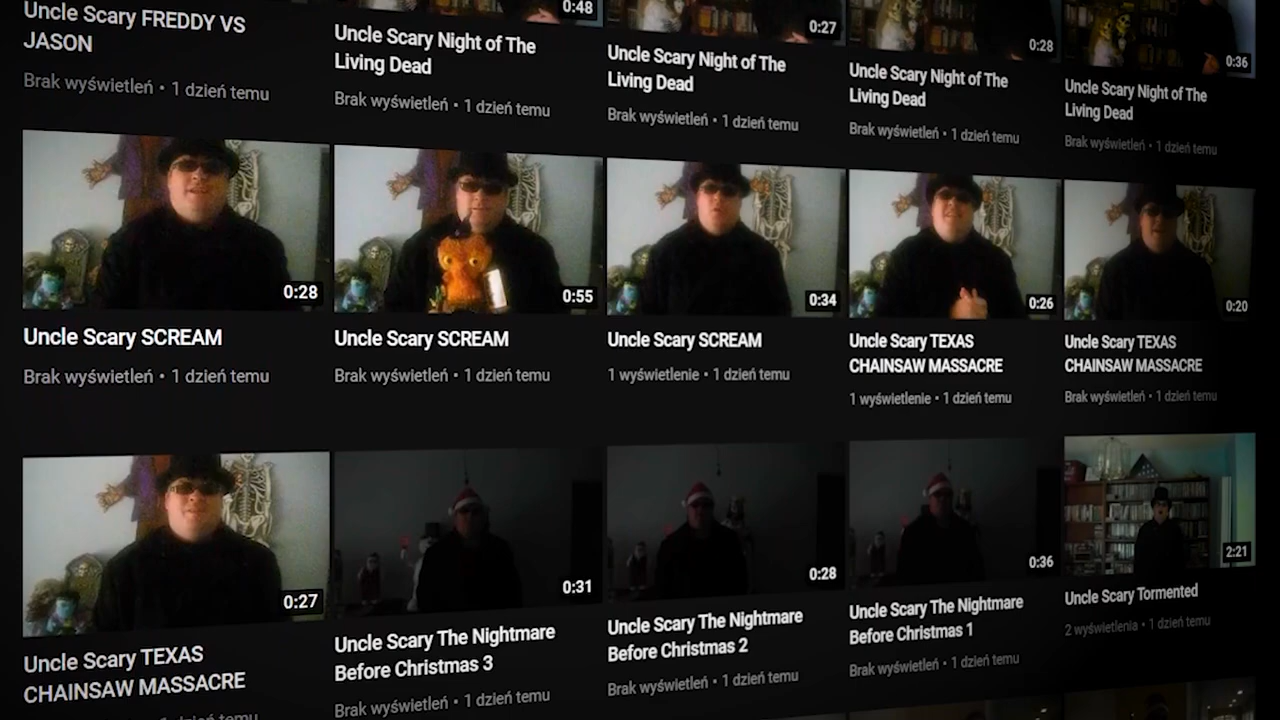 Uncle Scary FREDDY VS
JASON
Brak wyświetleń • 1 dzień temu
0:48
Uncle Scary Night of The
Living Dead
Brak wyświetleń • 1 dzień temu
0:27
Uncle Scary Night of The
Living Dead
Brak wyświetleń • 1 dzień temu
0:28
Uncle Scary Night of The
Living Dead
Brak wyświetleń • 1 dzień temu
0:36
Uncle Scary Night of The
Living Dead
Brak wyświetleń • 1 dzień temu
0:28
Uncle Scary SCREAM
Brak wyświetleń • 1 dzień temu
0:55
Uncle Scary SCREAM
Brak wyświetleń • 1 dzień temu
0:34
Uncle Scary SCREAM
1 wyświetlenie • 1 dzień temu
0:26
Uncle Scary TEXAS
CHAINSAW MASSACRE
1 wyświetlenie • 1 dzień temu
0:20
Uncle Scary TEXAS
CHAINSAW MASSACRE
Brak wyświetleń • 1 dzień temu
0:27
Uncle Scary TEXAS
CHAINSAW MASSACRE
1 dzień temu
0:31
Uncle Scary The Nightmare
Before Christmas 3
Brak wyświetleń • 1 dzień temu
0:28
Uncle Scary The Nightmare
Before Christmas 2
Brak wyświetleń • 1 dzień temu
0:36
Uncle Scary The Nightmare
Before Christmas 1
Brak wyświetleń • 1 dzień temu
2:21
Uncle Scary Tormented
2 wyświetlenia • 1 dzień temu